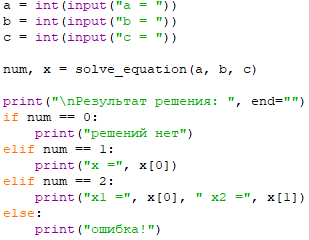 a = int(input("a = "))
b = int(input("b = "))
c = int(input("c = "))
num, x = solve_equation(a, b, c)
print("\nРезультат решения: ", end="")
if num == 0:
    print("решений нет")
elif num == 1:
    print("x =", x[0])
elif num == 2:
    print("x1 =", x[0], " x2 =", x[1])
else:
    print("ошибка!")